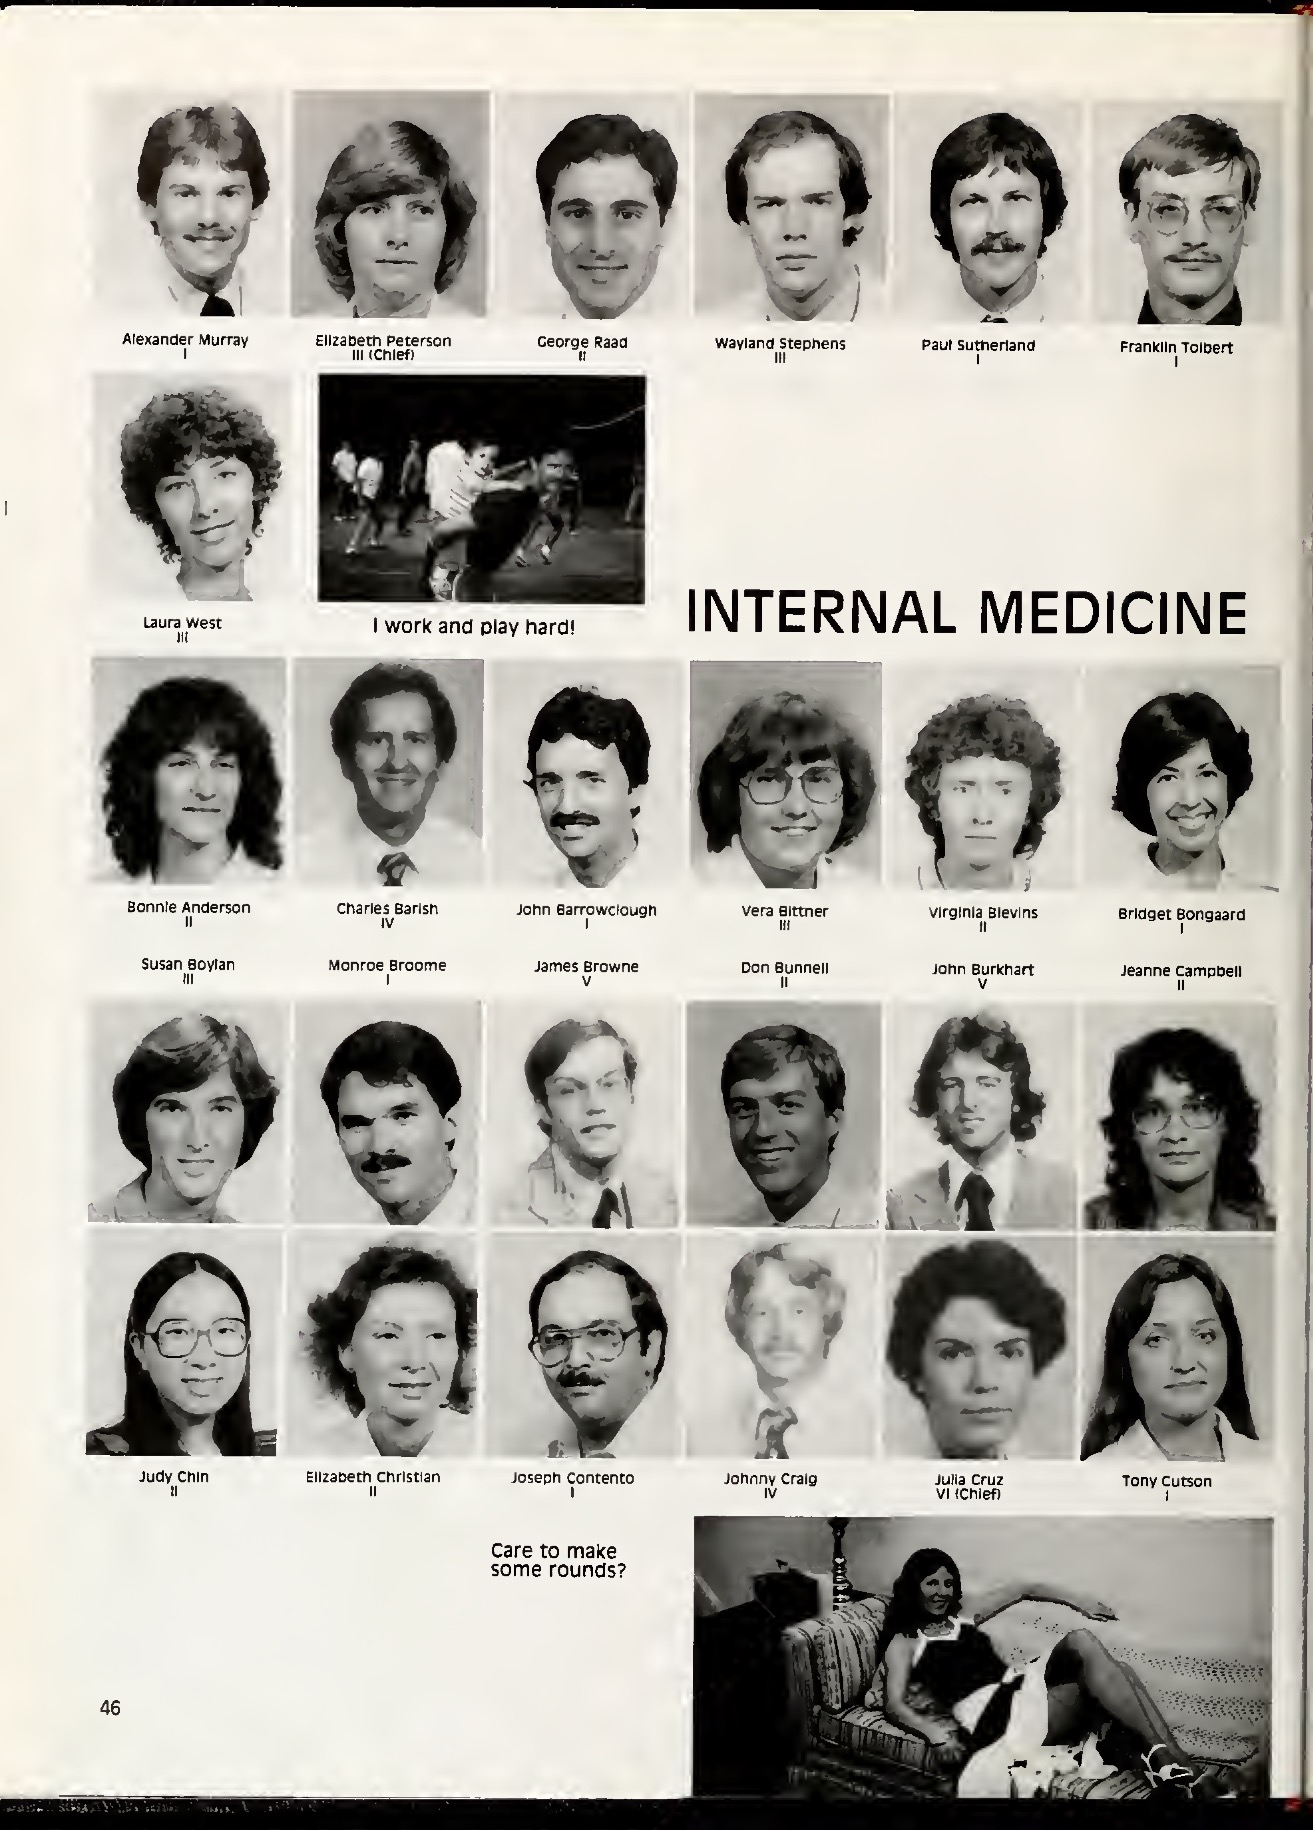 Alexander Murray
I
Elizabeth Peterson
III (Chief)
George Raad
II
Wayland Stephens
III
Paul Sutherland
I
Franklin Tolbert
I
Laura West
III
I work and play hard!
INTERNAL MEDICINE
Bonnie Anderson
II
Charles Barish
IV
John Barrowclough
I
Vera Bittner
III
Virginia Blevins
II
Bridget Bongaard
I
Susan Boylan
III
Monroe Broome
I
James Browne
V
Don Bunnell
II
John Burkhart
V
Jeanne Campbell
II
Judy Chin
II
Elizabeth Christian
II
Joseph Contento
I
Johnny Craig
IV
Julia Cruz
VI (Chief)
Tony Cutson
I
Care to make
some rounds?
46